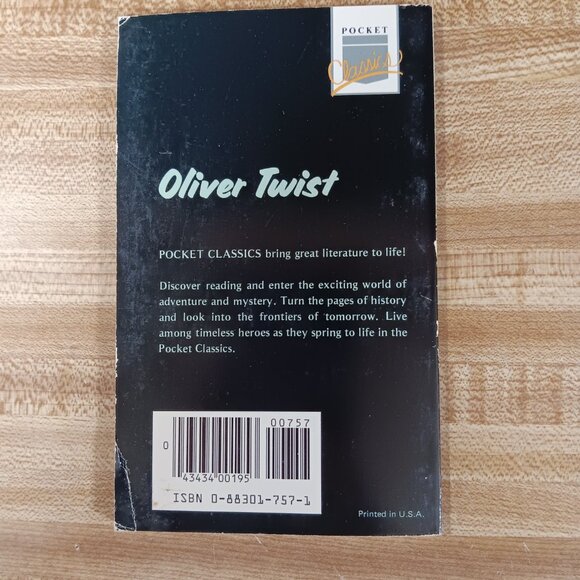 POCKET
Classics
Oliver Twist
POCKET CLASSICS bring great literature to life!
Discover reading and enter the exciting world of
adventure and mystery. Turn the pages of history
and look into the frontiers of tomorrow. Live
among timeless heroes as they spring to life in the
Pocket Classics.
00757
0
43434 00195
ISBN 0-88301-757-1
Printed in U.S.A.